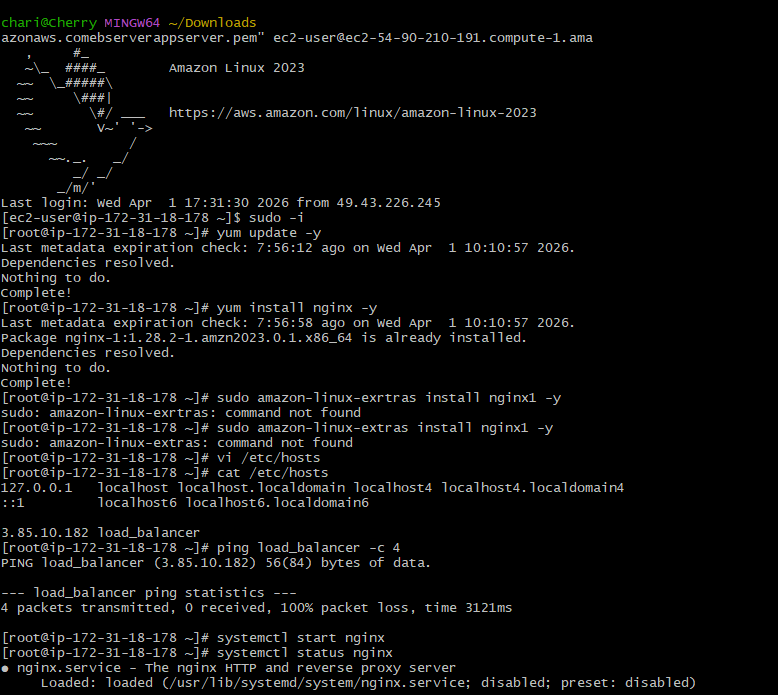 chari@Cherry MINGW64 ~/Downloads
azonaws.comebserverappserver.pem" ec2-user@ec2-54-90-210-191.compute-1.ama
   ,     #_
   ~\_  ####_        Amazon Linux 2023
  ~~  \_#####\
  ~~     \###|
  ~~       \#/ ___   https://aws.amazon.com/linux/amazon-linux-2023
   ~~       V~' '->
    ~~~         /
      ~~._.   _/
         _/ _/
       _/m/'
Last login: Wed Apr  1 17:31:30 2026 from 49.43.226.245
[ec2-user@ip-172-31-18-178 ~]$ sudo -i
[root@ip-172-31-18-178 ~]# yum update -y
Last metadata expiration check: 7:56:12 ago on Wed Apr  1 10:10:57 2026.
Dependencies resolved.
Nothing to do.
Complete!
[root@ip-172-31-18-178 ~]# yum install nginx -y
Last metadata expiration check: 7:56:58 ago on Wed Apr  1 10:10:57 2026.
Package nginx-1:1.28.2-1.amzn2023.0.1.x86_64 is already installed.
Dependencies resolved.
Nothing to do.
Complete!
[root@ip-172-31-18-178 ~]# sudo amazon-linux-exrtras install nginx1 -y
sudo: amazon-linux-exrtras: command not found
[root@ip-172-31-18-178 ~]# sudo amazon-linux-extras install nginx1 -y
sudo: amazon-linux-extras: command not found
[root@ip-172-31-18-178 ~]# vi /etc/hosts
[root@ip-172-31-18-178 ~]# cat /etc/hosts
127.0.0.1   localhost localhost.localdomain localhost4 localhost4.localdomain4
::1         localhost6 localhost6.localdomain6

3.85.10.182 load_balancer
[root@ip-172-31-18-178 ~]# ping load_balancer -c 4
PING load_balancer (3.85.10.182) 56(84) bytes of data.

--- load_balancer ping statistics ---
4 packets transmitted, 0 received, 100% packet loss, time 3121ms

[root@ip-172-31-18-178 ~]# systemctl start nginx
[root@ip-172-31-18-178 ~]# systemctl status nginx
● nginx.service - The nginx HTTP and reverse proxy server
     Loaded: loaded (/usr/lib/systemd/system/nginx.service; disabled; preset: disabled)